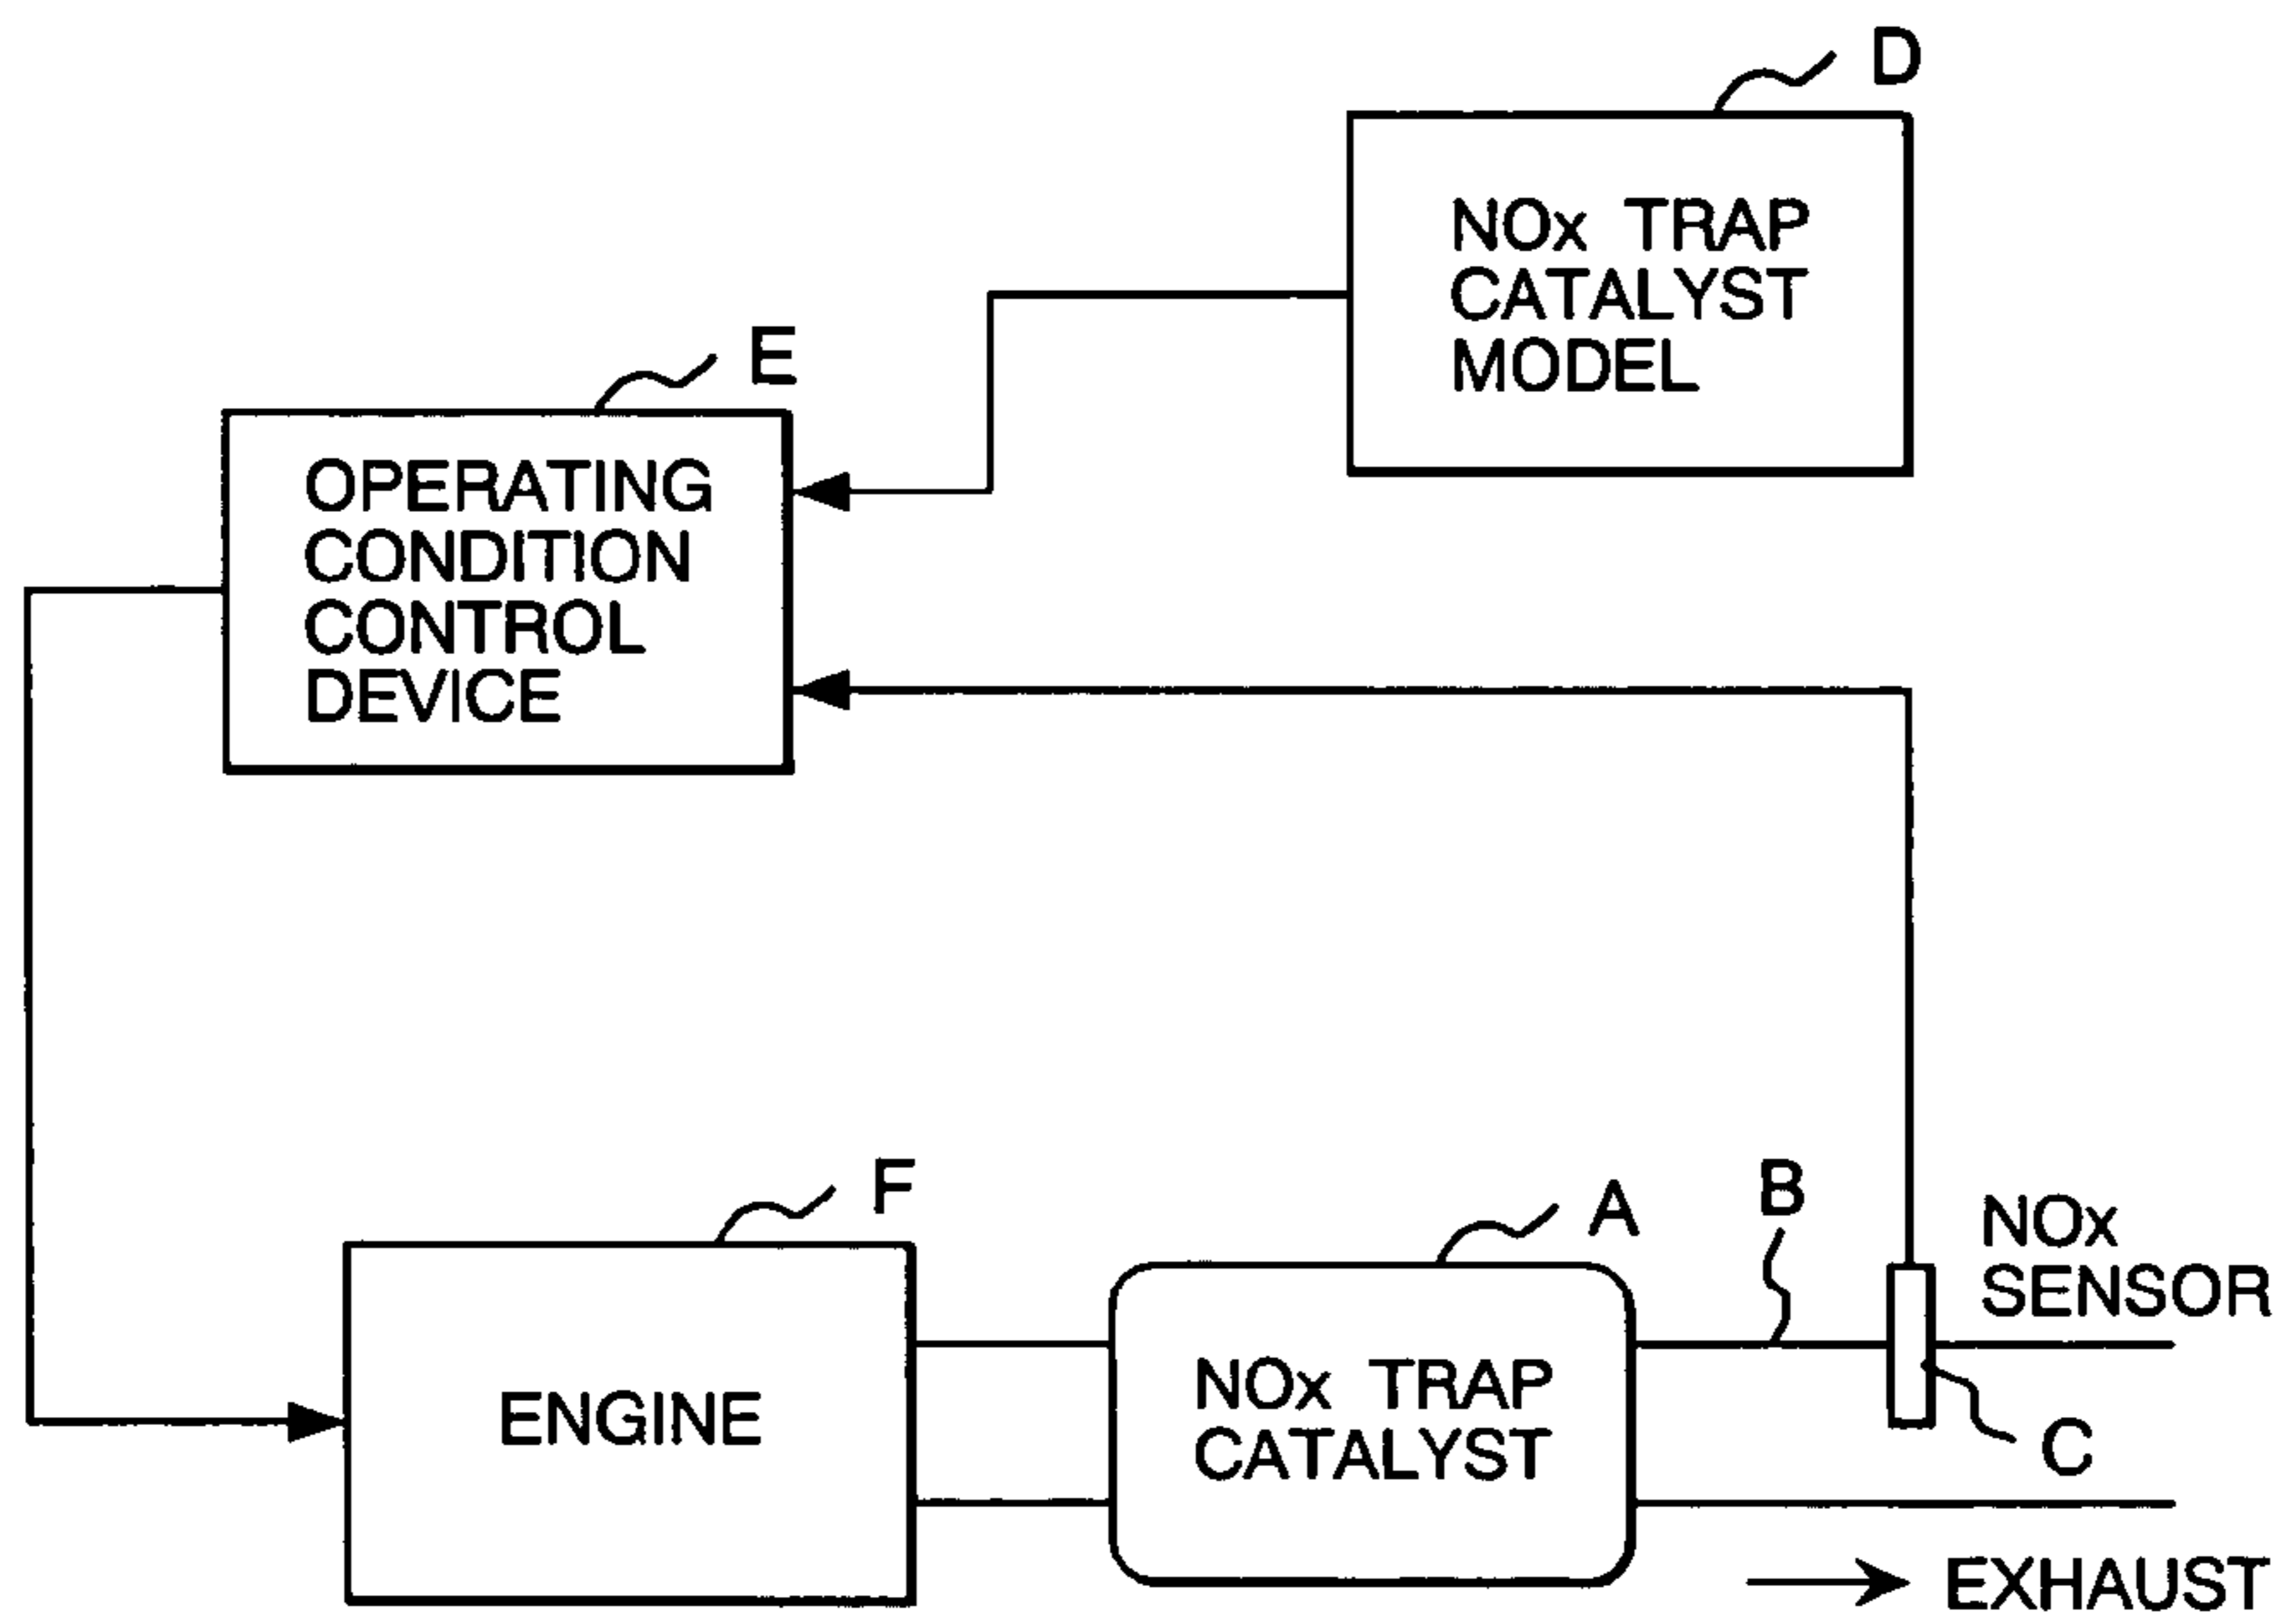 D
NOx TRAP
CATALYST
MODEL
E
OPERATING
CONDITION
CONTROL
DEVICE
F
ENGINE
A
NOx TRAP
CATALYST
B
NOx
SENSOR
C
EXHAUST